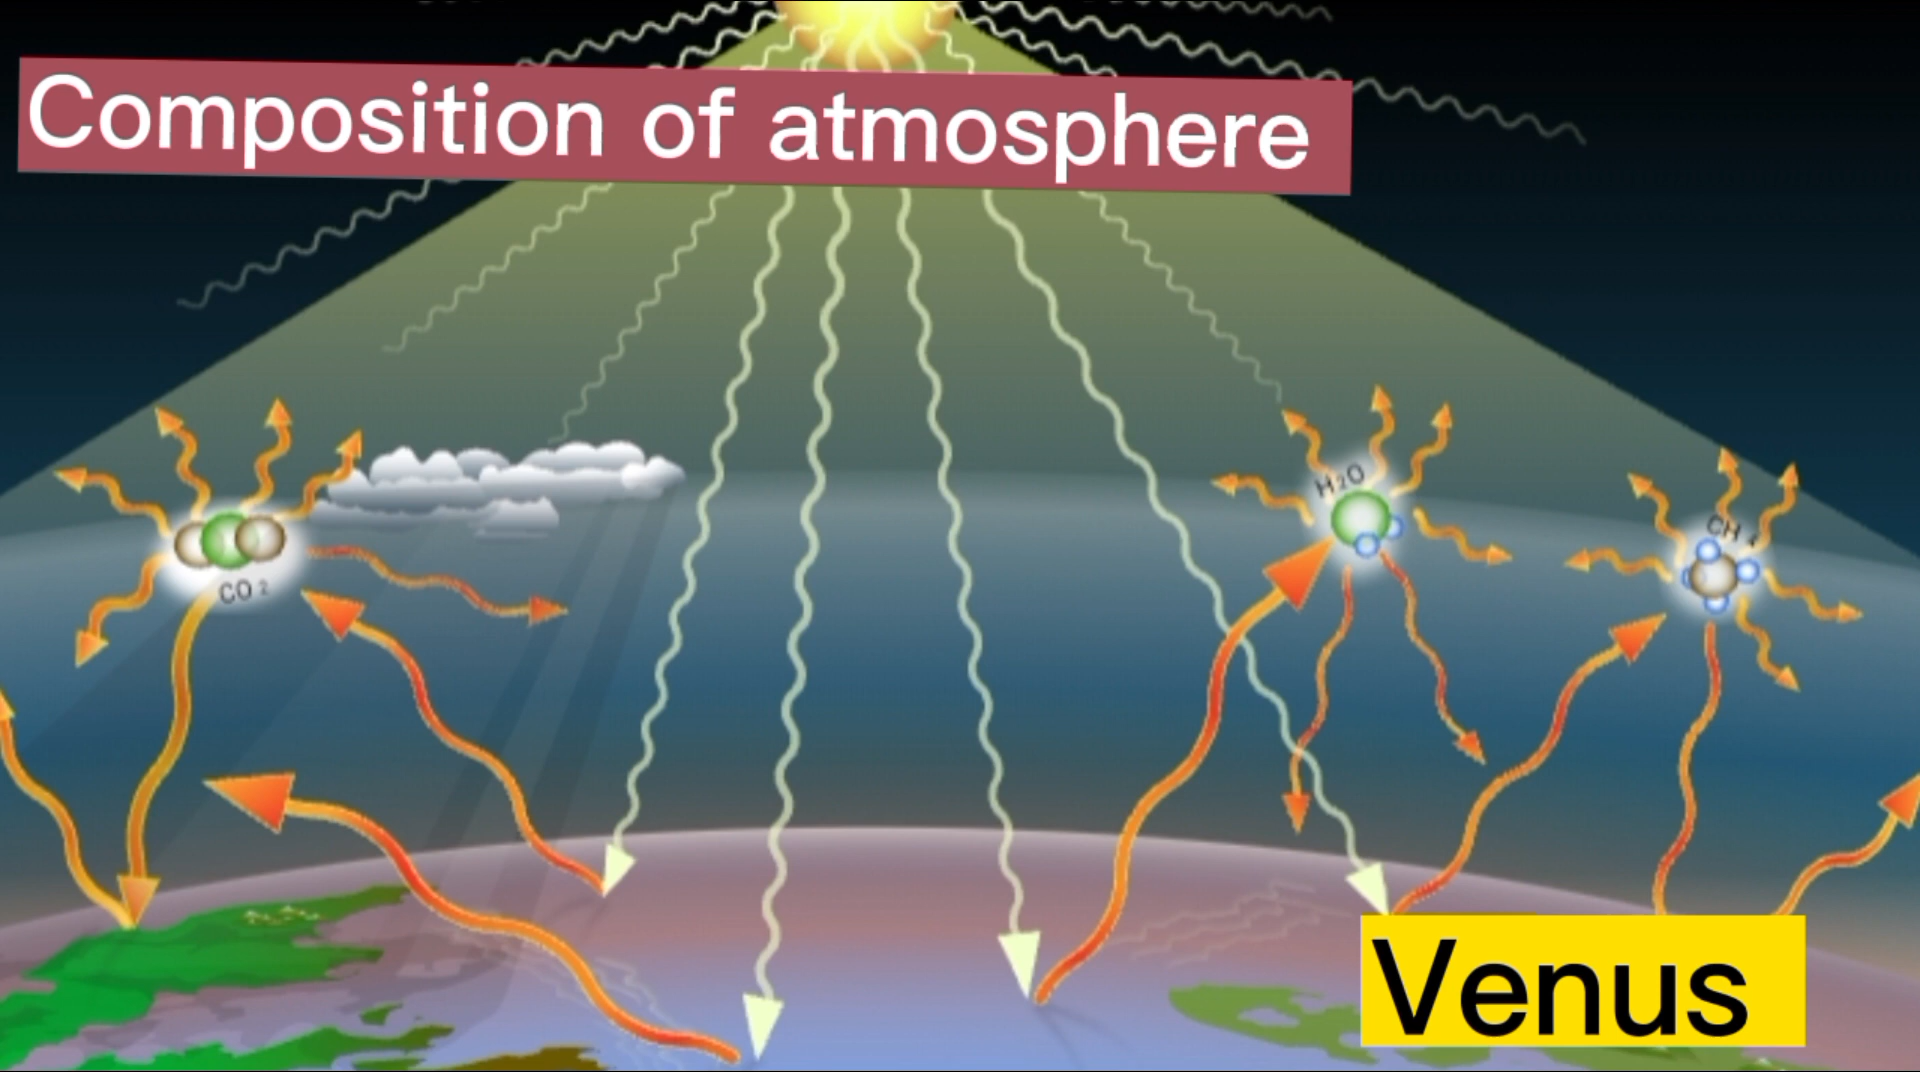 Composition of atmosphere
H2O
CH4
CO2
Venus